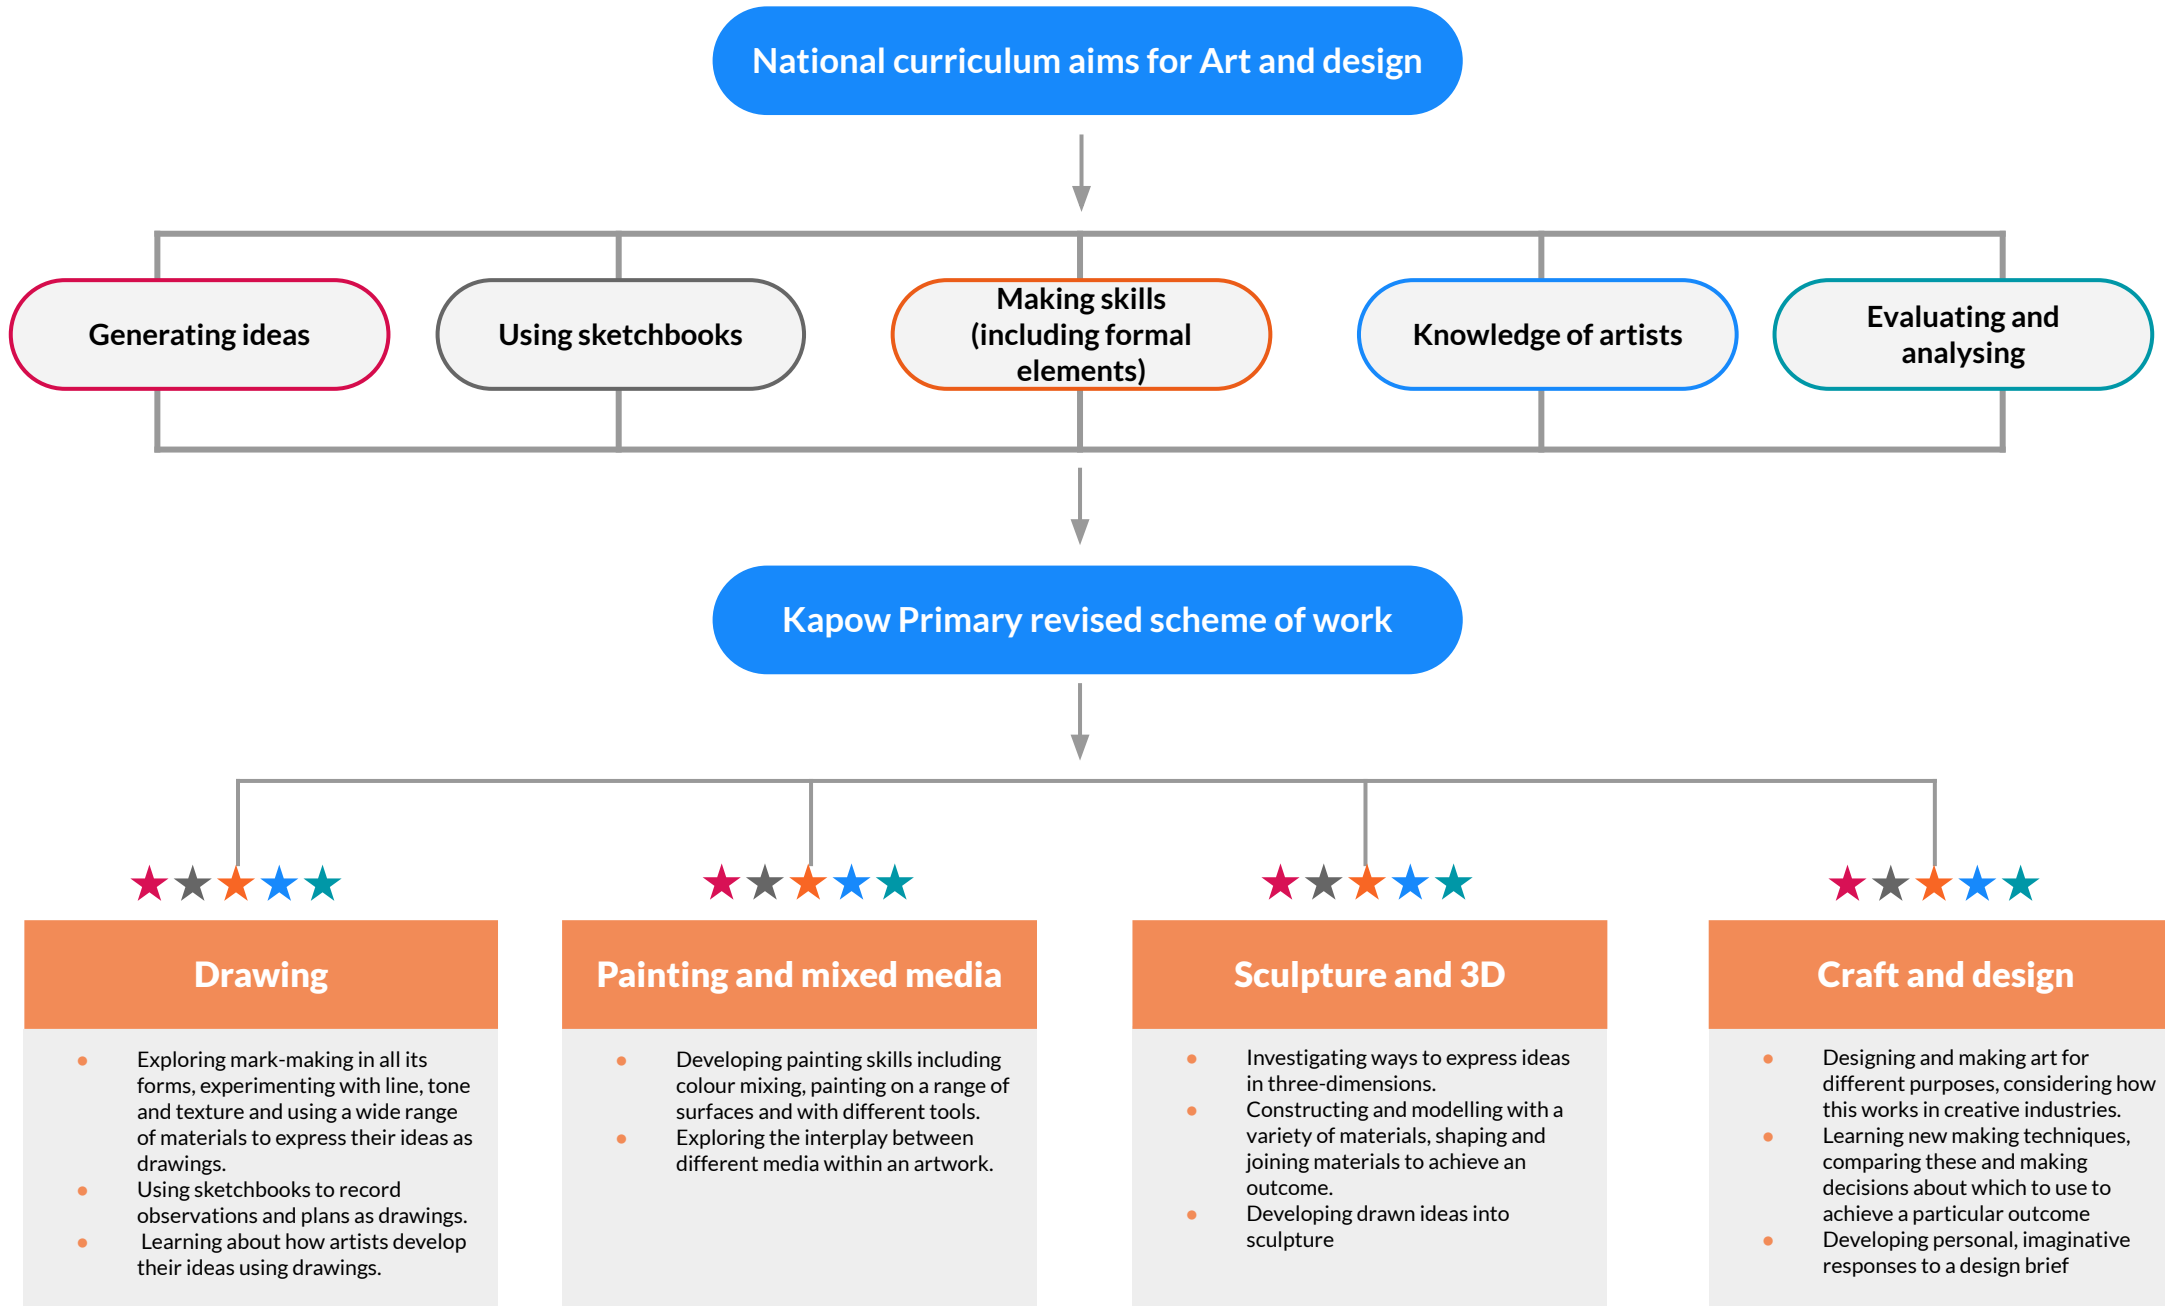 National curriculum aims for Art and design
Generating ideas
Using sketchbooks
Making skills
(including formal
elements)
Knowledge of artists
Evaluating and
analysing
Kapow Primary revised scheme of work
Drawing
● Exploring mark-making in all its
forms, experimenting with line, tone
and texture and using a wide range
of materials to express their ideas as
drawings.
● Using sketchbooks to record
observations and plans as drawings.
● Learning about how artists develop
their ideas using drawings.
Painting and mixed media
● Developing painting skills including
colour mixing, painting on a range of
surfaces and with different tools.
● Exploring the interplay between
different media within an artwork.
Sculpture and 3D
● Investigating ways to express ideas
in three-dimensions.
● Constructing and modelling with a
variety of materials, shaping and
joining materials to achieve an
outcome.
● Developing drawn ideas into
sculpture
Craft and design
● Designing and making art for
different purposes, considering how
this works in creative industries.
● Learning new making techniques,
comparing these and making
decisions about which to use to
achieve a particular outcome
● Developing personal, imaginative
responses to a design brief